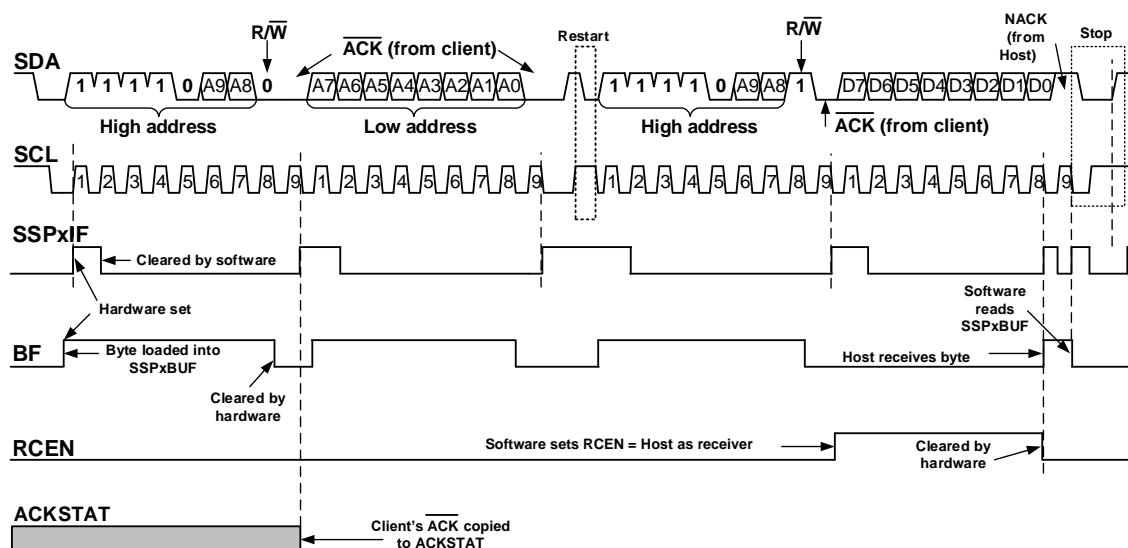 R/W
R/W
NACK
(from
Host)
Restart
ACK (from client)
Stop
SDA
1 1 1 1 0 A9 A8 0 A7 A6 A5 A4 A3 A2 A1 A0 1 1 1 1 0 A9 A8 1 D7 D6 D5 D4 D3 D2 D1 D0
High address
Low address
High address
ACK (from client)
SCL
1 2 3 4 5 6 7 8 9 1 2 3 4 5 6 7 8 9 1 2 3 4 5 6 7 8 9 1 2 3 4 5 6 7 8 9
SSPxIF
Cleared by software
Hardware set
Software
reads
SSPxBUF
BF
Byte loaded into
SSPxBUF
Host receives byte
Cleared by
hardware
RCEN
Software sets RCEN = Host as receiver
Cleared by
hardware
ACKSTAT
Client's ACK copied
to ACKSTAT